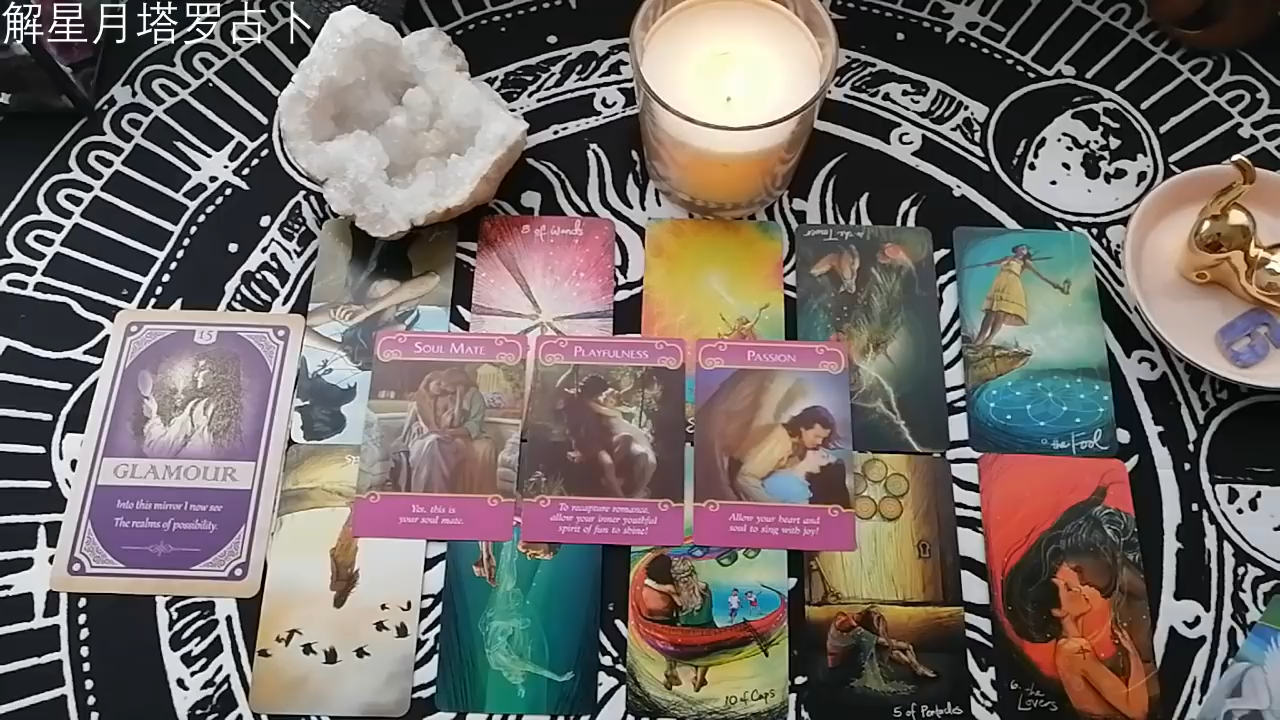 解星月塔罗占卜
5 of Wands
the Tower
SOUL MATE
PLAYFULNESS
PASSION
15
GLAMOUR
Into this mirror I now see
The realms of possibility.
0 the Fool
Yes, this is
your soul mate.
To recapture romance,
allow your inner youthful
spirit of fun to shine!
Allow your heart and
soul to sing with joy!
10 of Cups
5 of Pentacles
6. the
Lovers